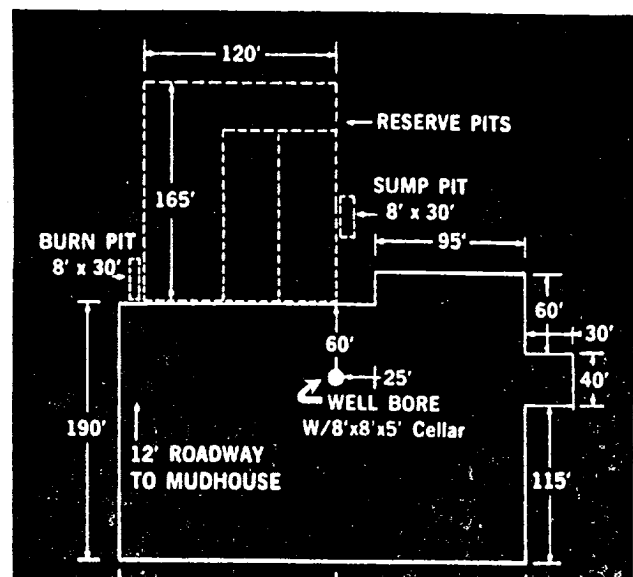 120'
RESERVE PITS
SUMP PIT
8' x 30'
165'
95'
BURN PIT
8' x 30'
60'
30'
60'
25'
40'
WELL BORE
W/8'x8'x5' Cellar
190'
12' ROADWAY
TO MUDHOUSE
115'